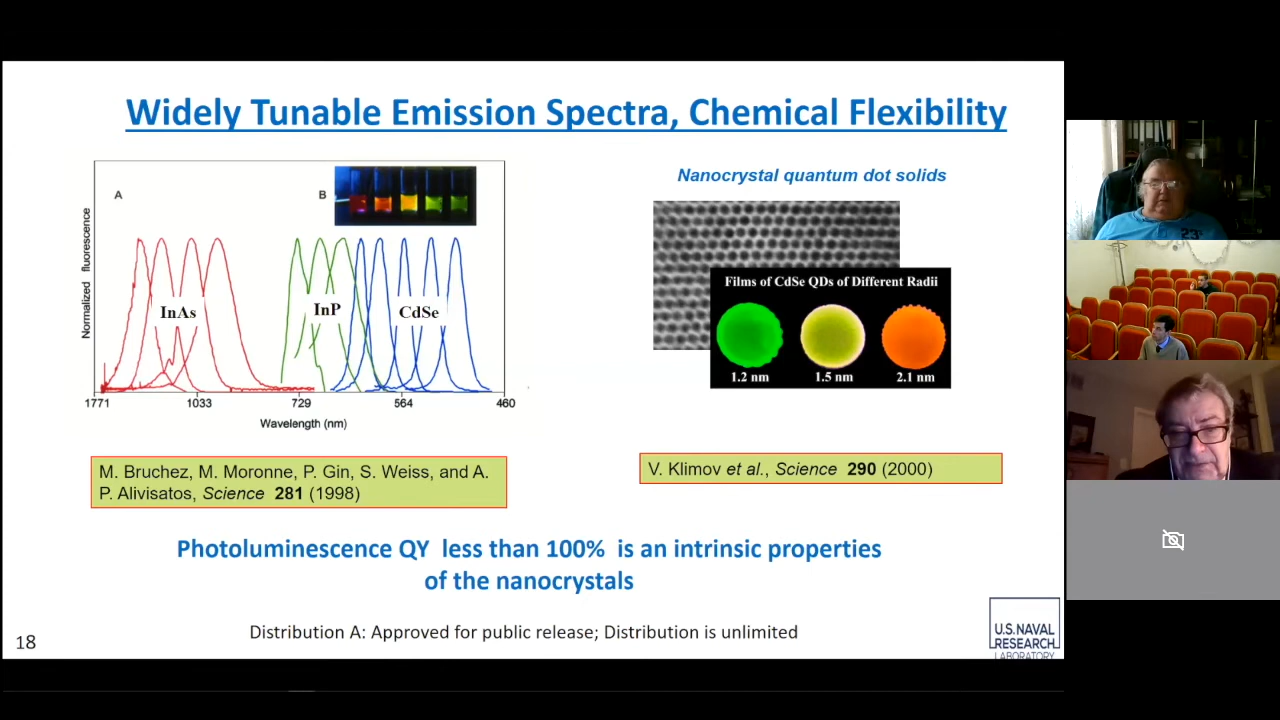 Widely Tunable Emission Spectra, Chemical Flexibility
A
B
Normalized fluorescence
InAs
InP
CdSe
1771
1033
729
564
460
Wavelength (nm)
Nanocrystal quantum dot solids
Films of CdSe QDs of Different Radii
1.2 nm
1.5 nm
2.1 nm
M. Bruchez, M. Moronne, P. Gin, S. Weiss, and A.
P. Alivisatos, Science 281 (1998)
V. Klimov et al., Science 290 (2000)
Photoluminescence QY less than 100% is an intrinsic properties
of the nanocrystals
Distribution A: Approved for public release; Distribution is unlimited
18
U.S. NAVAL
RESEARCH
LABORATORY
23